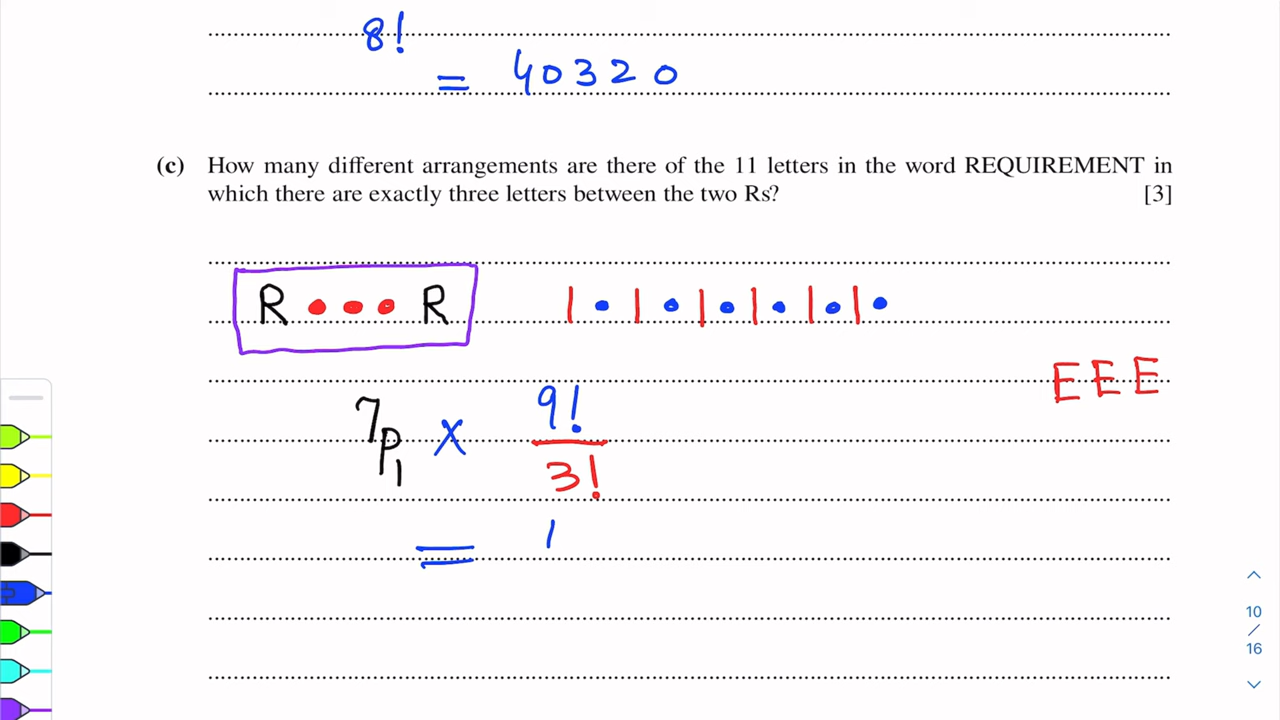 8!
= 40320
(c) How many different arrangements are there of the 11 letters in the word REQUIREMENT in
which there are exactly three letters between the two Rs? [3]
R • • • R | • | • | • | • | • | •
E E E
7P1 × 9!/3!
= 1
10
/
16